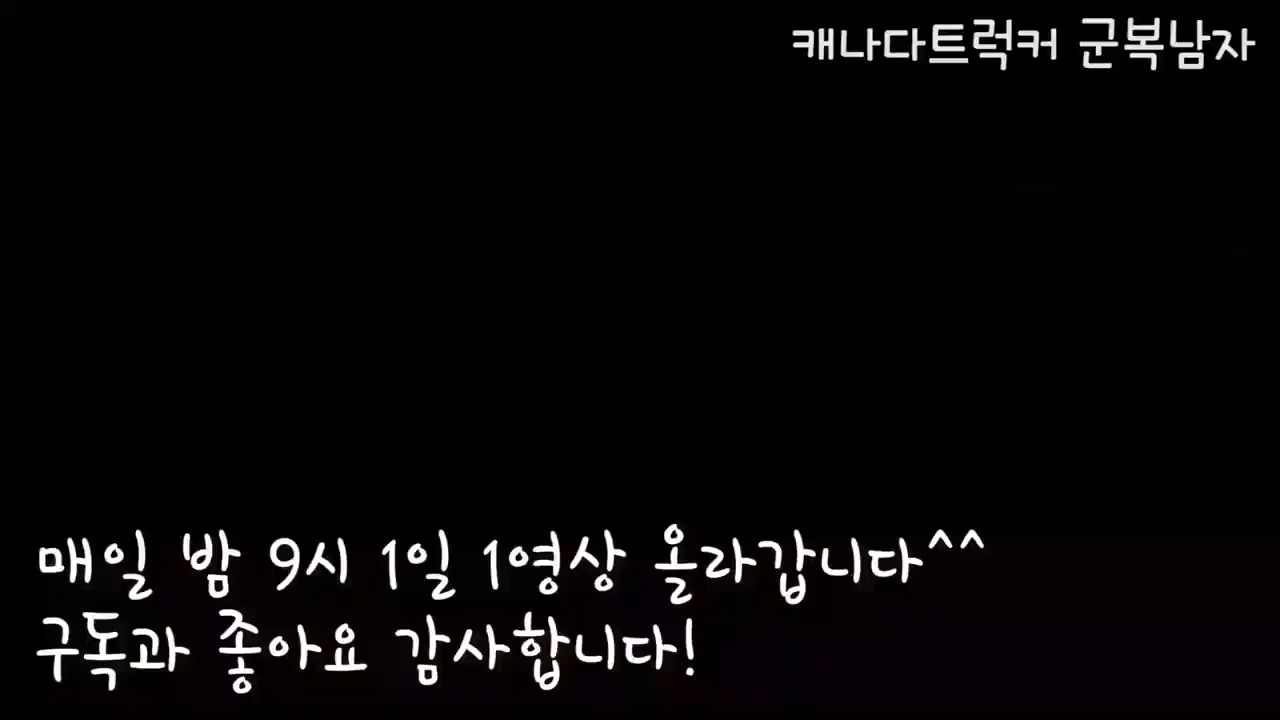 캐나다트럭커 군복남자
매일 밤 9시 1일 1영상 올라갑니다^^
구독과 좋아요 감사합니다!